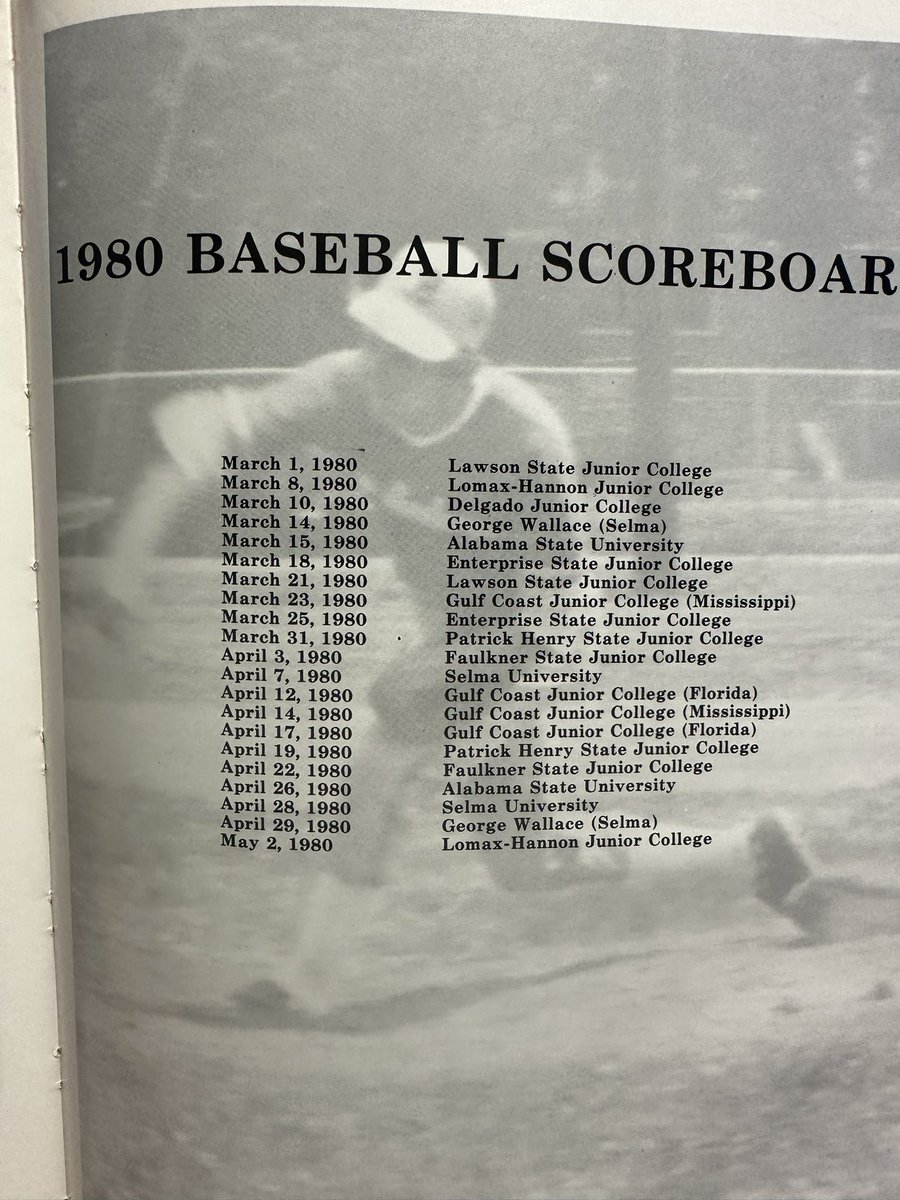 1980 BASEBALL SCOREBOAR
March 1, 1980 Lawson State Junior College
March 8, 1980 Lomax-Hannon Junior College
March 10, 1980 Delgado Junior College
March 14, 1980 George Wallace (Selma)
March 15, 1980 Alabama State University
March 18, 1980 Enterprise State Junior College
March 21, 1980 Lawson State Junior College
March 23, 1980 Gulf Coast Junior College (Mississippi)
March 25, 1980 Enterprise State Junior College
March 31, 1980 Patrick Henry State Junior College
April 3, 1980 Faulkner State Junior College
April 7, 1980 Selma University
April 12, 1980 Gulf Coast Junior College (Florida)
April 14, 1980 Gulf Coast Junior College (Mississippi)
April 17, 1980 Gulf Coast Junior College (Florida)
April 19, 1980 Patrick Henry State Junior College
April 22, 1980 Faulkner State Junior College
April 26, 1980 Alabama State University
April 28, 1980 Selma University
April 29, 1980 George Wallace (Selma)
May 2, 1980 Lomax-Hannon Junior College